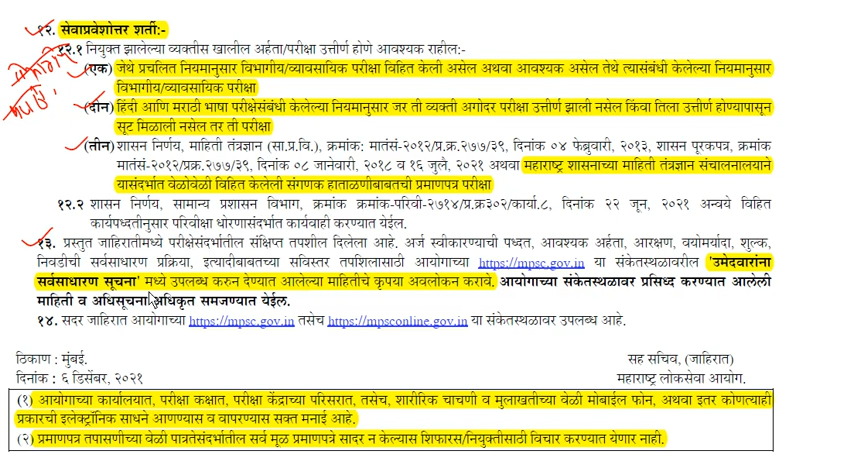 १२. सेवाप्रवेशोत्तर शर्ती:-
१२.१ नियुक्त झालेल्या व्यक्तीस खालील अर्हता/परीक्षा उत्तीर्ण होणे आवश्यक राहील:-
(एक) जेथे प्रचलित नियमानुसार विभागीय/व्यावसायिक परीक्षा विहित केली असेल अथवा आवश्यक असेल तेथे त्यासंबंधी केलेल्या नियमानुसार
विभागीय/व्यावसायिक परीक्षा
(दोन) हिंदी आणि मराठी भाषा परीक्षेसंबंधी केलेल्या नियमानुसार जर ती व्यक्ती अगोदर परीक्षा उत्तीर्ण झाली नसेल किंवा तिला उत्तीर्ण होण्यापासून
सूट मिळाली नसेल तर ती परीक्षा
(तीन) शासन निर्णय, माहिती तंत्रज्ञान (सा.प्र.वि.), क्रमांक: मातंसं-२०१२/प्र.क्र.२७७/३९, दिनांक ०४ फेब्रुवारी, २०१३, शासन पूरकपत्र, क्रमांक
मातंसं-२०१२/प्रक्र.२७७/३९, दिनांक ०८ जानेवारी, २०१८ व १६ जुलै, २०२१ अथवा महाराष्ट्र शासनाच्या माहिती तंत्रज्ञान संचालनालयाने
यासंदर्भात वेळोवेळी विहित केलेली संगणक हाताळणीबाबतची प्रमाणपत्र परीक्षा
१२.२ शासन निर्णय, सामान्य प्रशासन विभाग, क्रमांक क्रमांक-परिवी-२७१४/प्र.क्र३०२/कार्या.८, दिनांक २२ जून, २०२१ अन्वये विहित
कार्यपध्दतीनुसार परिवीक्षा धोरणासंदर्भात कार्यवाही करण्यात येईल.
१३. प्रस्तुत जाहिरातीमध्ये परीक्षेसंदर्भातील संक्षिप्त तपशील दिलेला आहे. अर्ज स्वीकारण्याची पध्दत, आवश्यक अर्हता, आरक्षण, वयोमर्यादा, शुल्क,
निवडीची सर्वसाधारण प्रक्रिया, इत्यादीबाबतच्या सविस्तर तपशिलासाठी आयोगाच्या https://mpsc.gov.in या संकेतस्थळावरील 'उमेदवारांना
सर्वसाधारण सूचना' मध्ये उपलब्ध करुन देण्यात आलेल्या माहितीचे कृपया अवलोकन करावे. आयोगाच्या संकेतस्थळावर प्रसिध्द करण्यात आलेली
माहिती व अधिसूचना अधिकृत समजण्यात येईल.
१४. सदर जाहिरात आयोगाच्या https://mpsc.gov.in तसेच https://mpsconline.gov.in या संकेतस्थळावर उपलब्ध आहे.
ठिकाण : मुंबई. सह सचिव, (जाहिरात)
दिनांक : ६ डिसेंबर, २०२१ महाराष्ट्र लोकसेवा आयोग.
(१) आयोगाच्या कार्यालयात, परीक्षा कक्षात, परीक्षा केंद्राच्या परिसरात, तसेच, शारीरिक चाचणी व मुलाखतीच्या वेळी मोबाईल फोन, अथवा इतर कोणत्याही
प्रकारची इलेक्ट्रॉनिक साधने आणण्यास व वापरण्यास सक्त मनाई आहे.
(२) प्रमाणपत्र तपासणीच्या वेळी पात्रतेसंदर्भातील सर्व मूळ प्रमाणपत्रे सादर न केल्यास शिफारस/नियुक्तीसाठी विचार करण्यात येणार नाही.